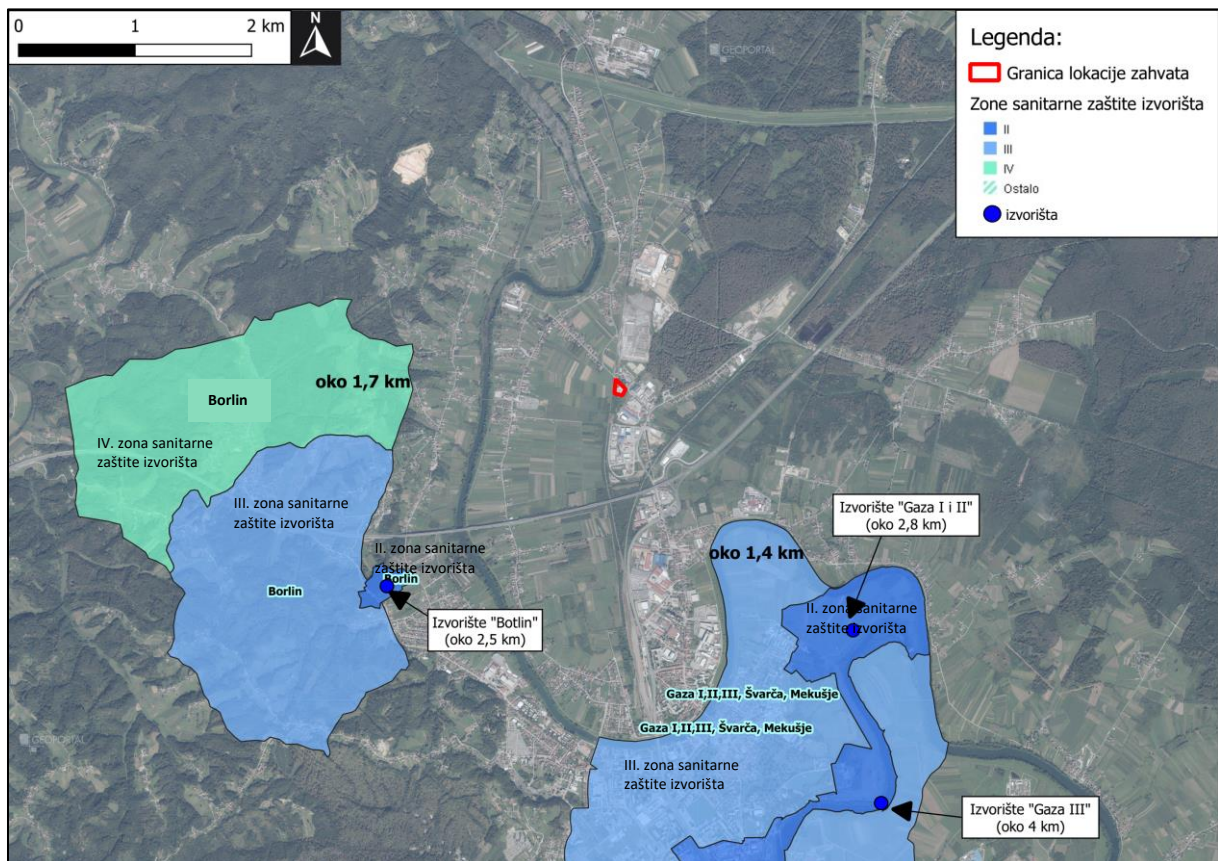 0 1 2 km
N
GEOPORTAL
Legenda:
Granica lokacije zahvata
Zone sanitarne zaštite izvorišta
II
III
IV
Ostalo
izvorišta
oko 1,7 km
Borlin
IV. zona sanitarne
zaštite izvorišta
III. zona sanitarne
zaštite izvorišta
Borlin
II. zona sanitarne
zaštite izvorišta
Borlin
Izvorište "Botlin"
(oko 2,5 km)
Izvorište "Gaza I i II"
(oko 2,8 km)
oko 1,4 km
II. zona sanitarne
zaštite izvorišta
Gaza I,II,III, Švarča, Mekušje
Gaza I,II,III, Švarča, Mekušje
III. zona sanitarne
zaštite izvorišta
Izvorište "Gaza III"
(oko 4 km)
GEOPORTAL